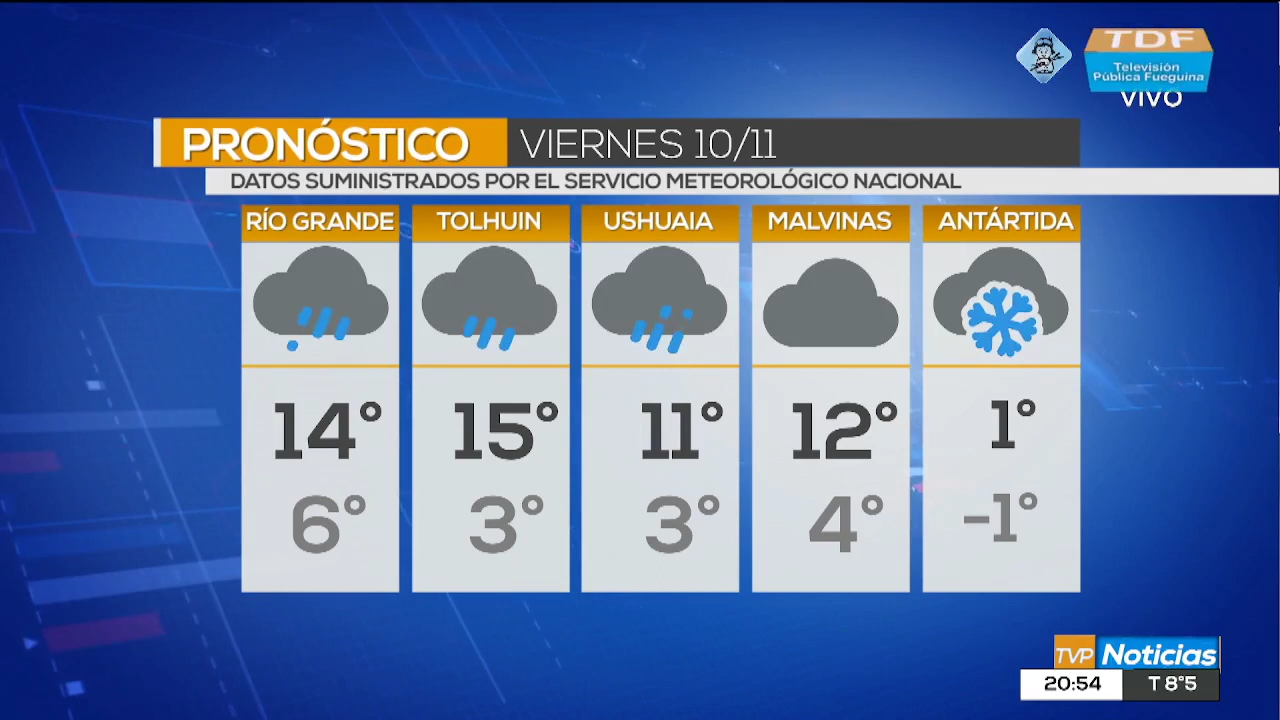 TDF
Televisión
Pública Fueguina
VIVO
PRONÓSTICO VIERNES 10/11
DATOS SUMINISTRADOS POR EL SERVICIO METEOROLÓGICO NACIONAL
RÍO GRANDE TOLHUIN USHUAIA MALVINAS ANTÁRTIDA
14° 15° 11° 12° 1°
6° 3° 3° 4° -1°
TVP Noticias
20:54 T 8°5